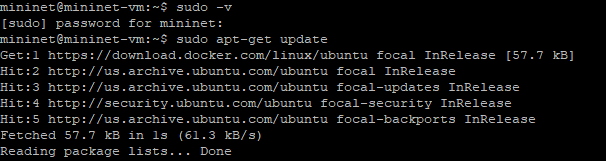 mininet@mininet-vm:~$ sudo -v
[sudo] password for mininet:
mininet@mininet-vm:~$ sudo apt-get update
Get:1 https://download.docker.com/linux/ubuntu focal InRelease [57.7 kB]
Hit:2 http://us.archive.ubuntu.com/ubuntu focal InRelease
Hit:3 http://us.archive.ubuntu.com/ubuntu focal-updates InRelease
Hit:4 http://security.ubuntu.com/ubuntu focal-security InRelease
Hit:5 http://us.archive.ubuntu.com/ubuntu focal-backports InRelease
Fetched 57.7 kB in 1s (61.3 kB/s)
Reading package lists... Done